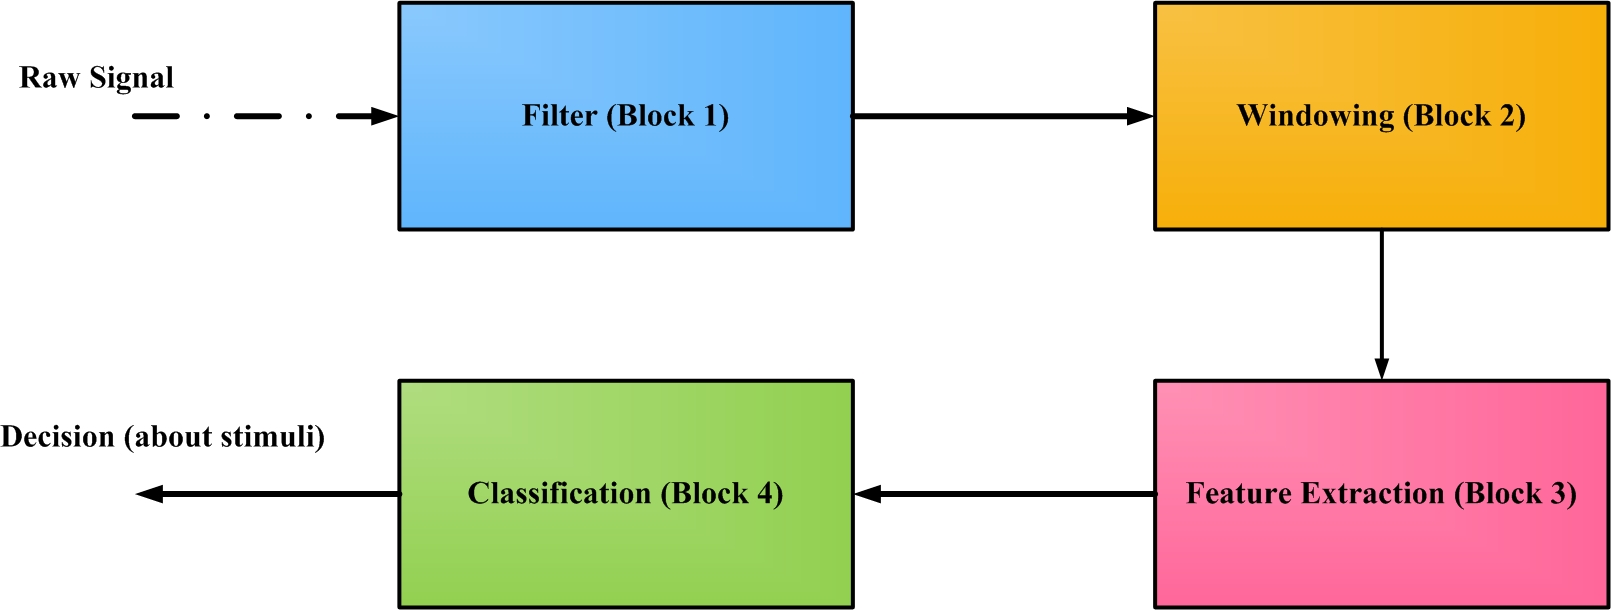 Raw Signal
Filter (Block 1)
Windowing (Block 2)
Decision (about stimuli)
Classification (Block 4)
Feature Extraction (Block 3)